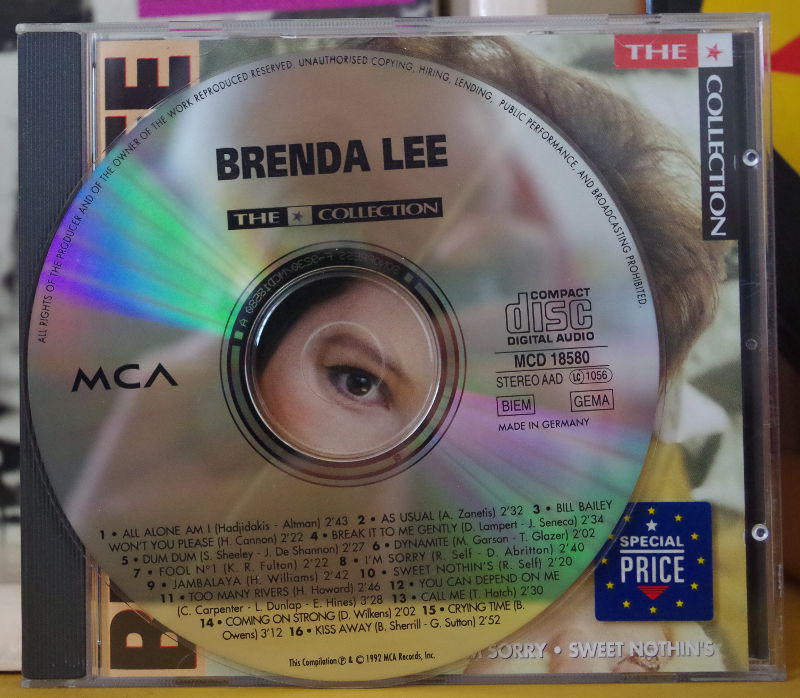 THE ★ COLLECTION
ALL RIGHTS OF THE PRODUCER AND OF THE OWNER OF THE WORK REPRODUCED RESERVED. UNAUTHORISED COPYING, HIRING, LENDING, PUBLIC PERFORMANCE, AND BROADCASTING PROHIBITED.
BRENDA LEE
THE ★ COLLECTION
COMPACT
disc
DIGITAL AUDIO
MCD 18580
STEREO AAD LC 1056
BIEM GEMA
MADE IN GERMANY
MCA
1 • ALL ALONE AM I (Hadjidakis - Altman) 2'43 2 • AS USUAL (A. Zanetis) 2'32 3 • BILL BAILEY
WON'T YOU PLEASE (H. Cannon) 2'22 4 • BREAK IT TO ME GENTLY (D. Lampert - J. Seneca) 2'34
5 • DUM DUM (S. Sheeley - J. De Shannon) 2'27 6 • DYNAMITE (M. Garson - T. Glazer) 2'02
7 • FOOL N°1 (K. R. Fulton) 2'22 8 • I'M SORRY (R. Self - D. Abritton) 2'40
9 • JAMBALAYA (H. Williams) 2'42 10 • SWEET NOTHIN'S (R. Self) 2'20
11 • TOO MANY RIVERS (H. Howard) 2'46 12 • YOU CAN DEPEND ON ME
(C. Carpenter - L. Dunlap - E. Hines) 3'28 13 • CALL ME (T. Hatch) 2'30
14 • COMING ON STRONG (D. Wilkens) 2'02 15 • CRYING TIME (B.
Owens) 3'12 16 • KISS AWAY (B. Sherrill - G. Sutton) 2'52
This Compilation ℗ & © 1992 MCA Records, Inc.
SPECIAL
PRICE
SORRY • SWEET NOTHIN'S